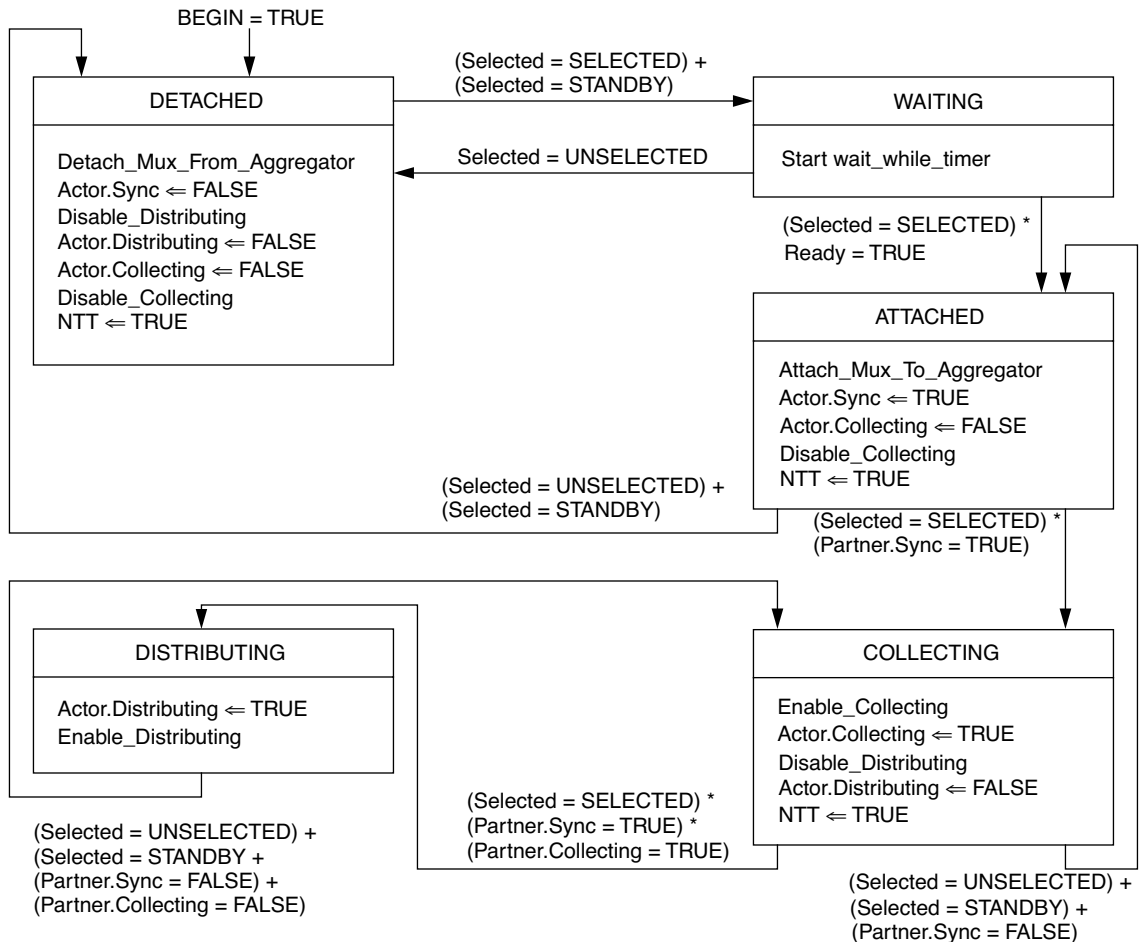 BEGIN = TRUE
DETACHED
Detach_Mux_From_Aggregator
Actor.Sync ⇐ FALSE
Disable_Distributing
Actor.Distributing ⇐ FALSE
Actor.Collecting ⇐ FALSE
Disable_Collecting
NTT ⇐ TRUE
(Selected = SELECTED) +
(Selected = STANDBY)
Selected = UNSELECTED
WAITING
Start wait_while_timer
(Selected = SELECTED) *
Ready = TRUE
ATTACHED
Attach_Mux_To_Aggregator
Actor.Sync ⇐ TRUE
Actor.Collecting ⇐ FALSE
Disable_Collecting
NTT ⇐ TRUE
(Selected = UNSELECTED) +
(Selected = STANDBY)
(Selected = SELECTED) *
(Partner.Sync = TRUE)
DISTRIBUTING
Actor.Distributing ⇐ TRUE
Enable_Distributing
COLLECTING
Enable_Collecting
Actor.Collecting ⇐ TRUE
Disable_Distributing
Actor.Distributing ⇐ FALSE
NTT ⇐ TRUE
(Selected = SELECTED) *
(Partner.Sync = TRUE) *
(Partner.Collecting = TRUE)
(Selected = UNSELECTED) +
(Selected = STANDBY +
(Partner.Sync = FALSE) +
(Partner.Collecting = FALSE)
(Selected = UNSELECTED) +
(Selected = STANDBY) +
(Partner.Sync = FALSE)